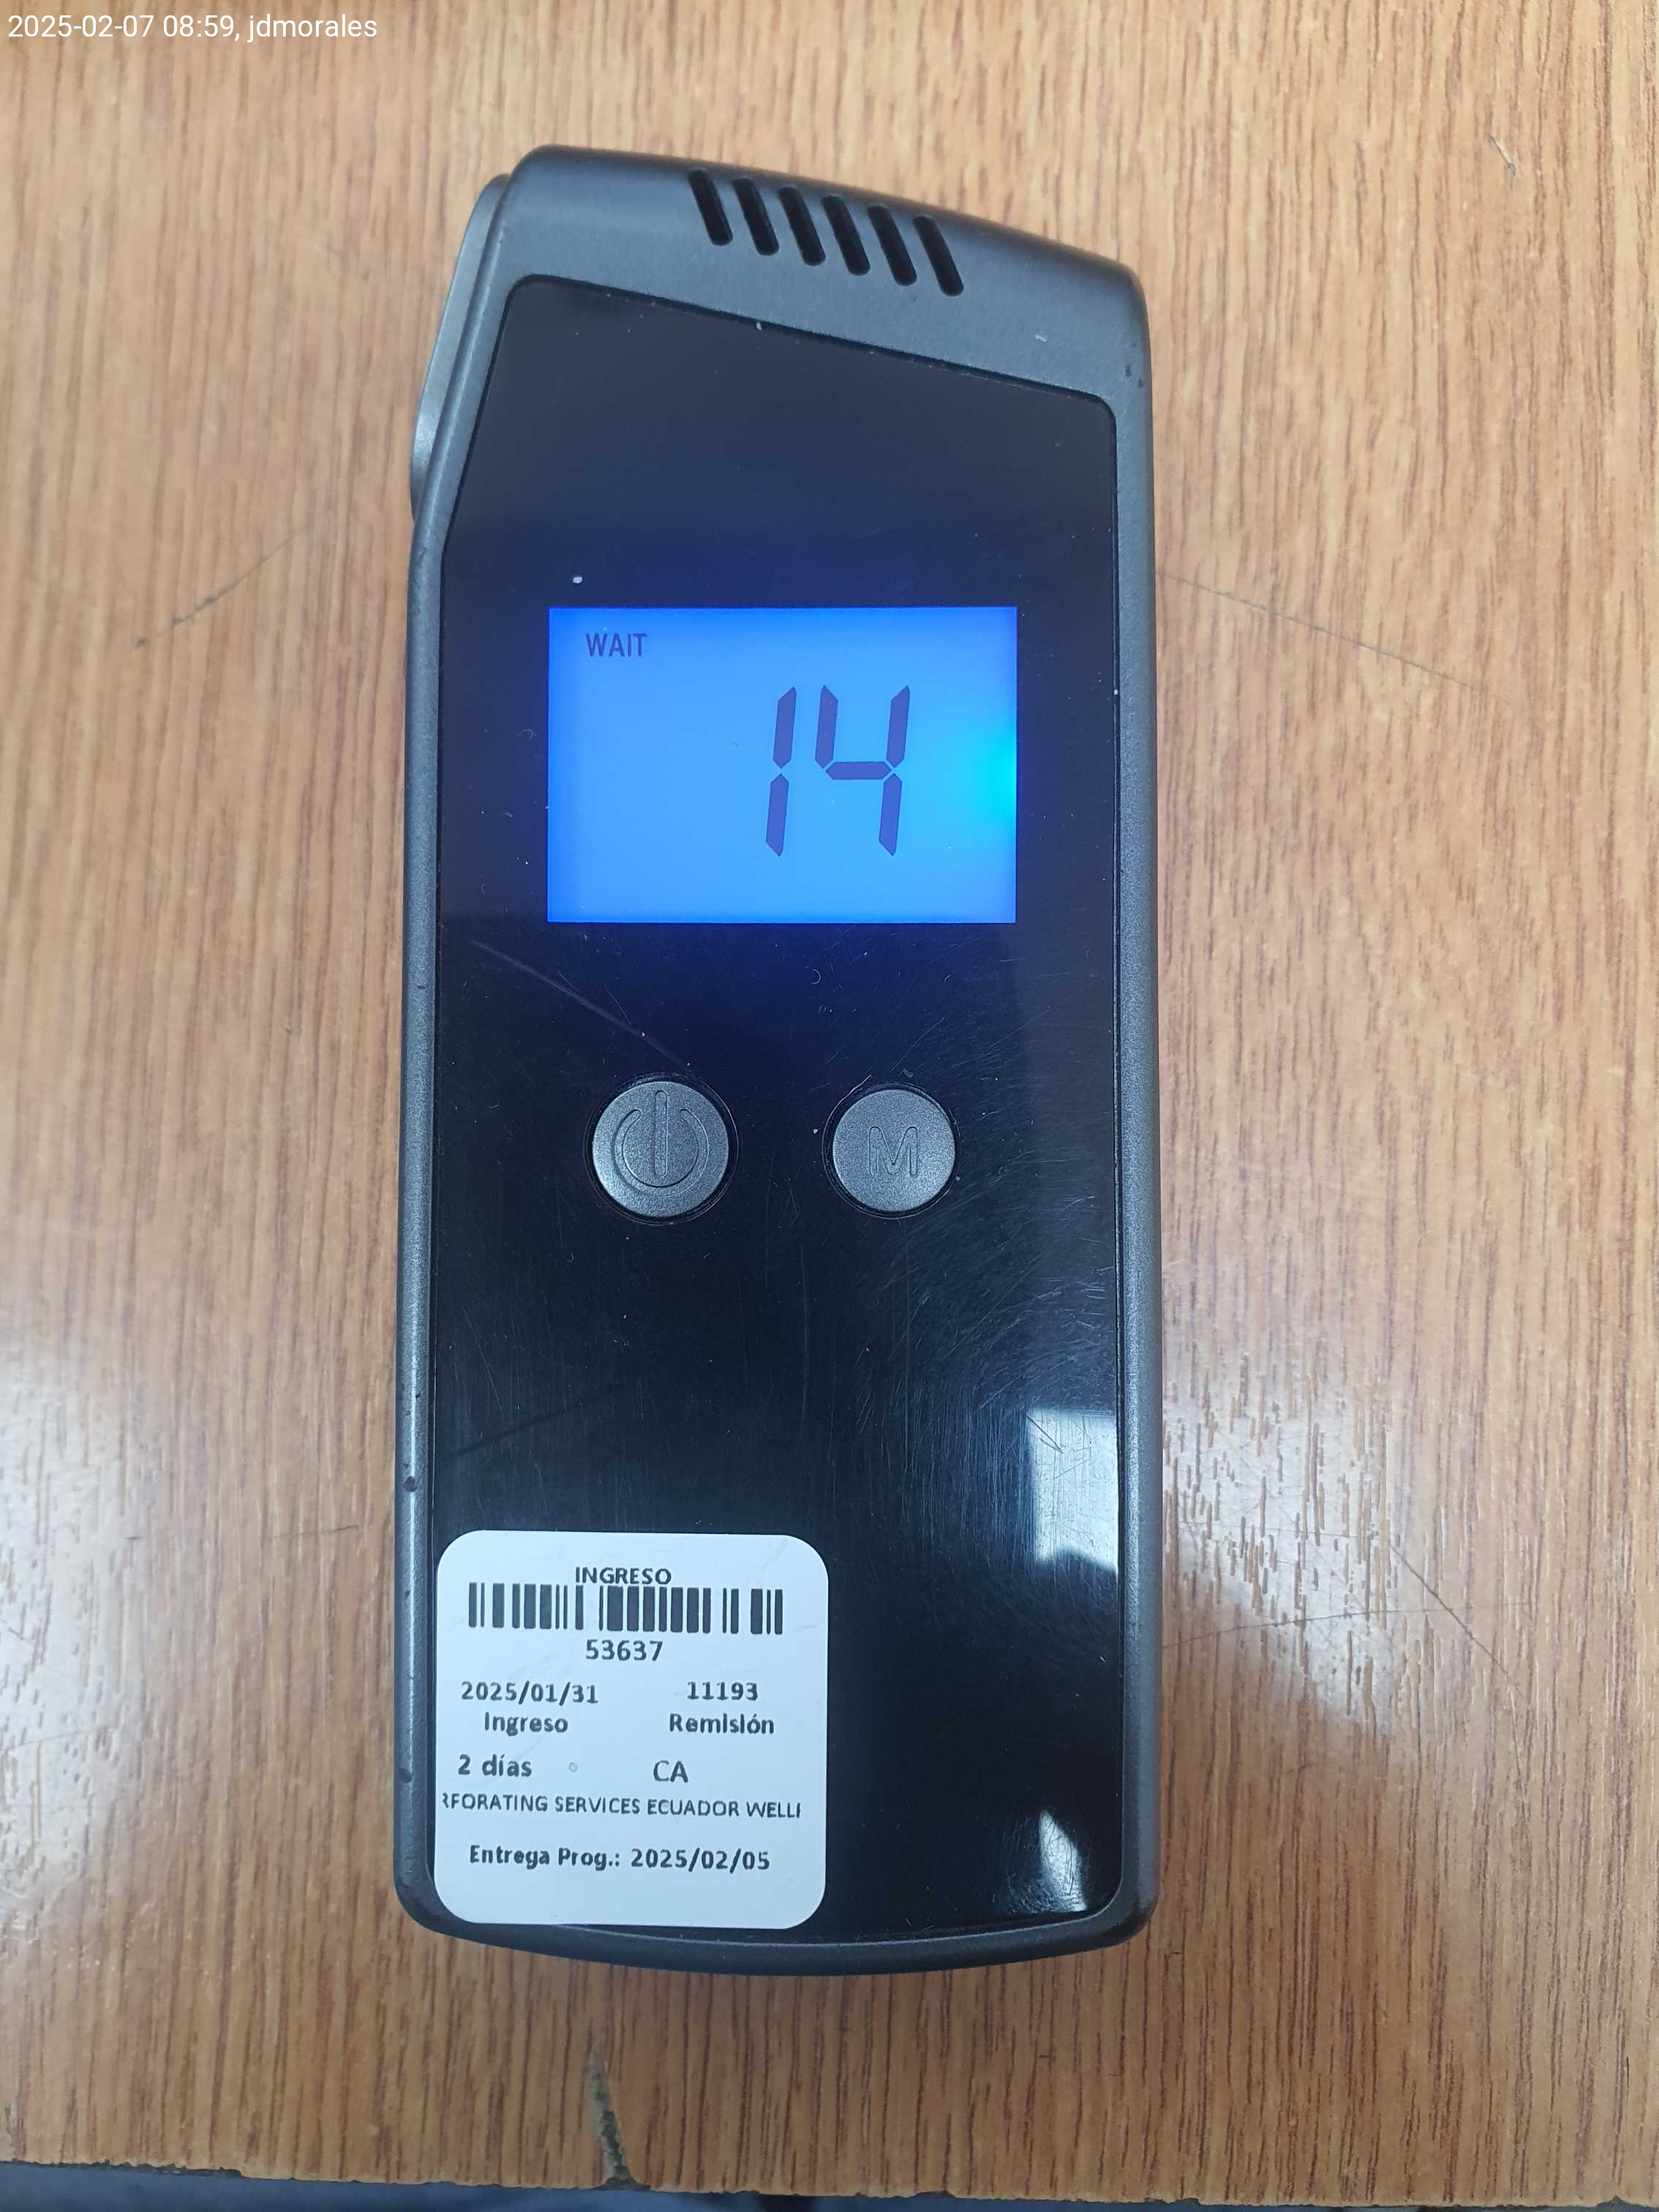 2025-02-07 08:59, jdmorales
WAIT
14
M
INGRESO
53637
2025/01/31 11193
Ingreso Remisión
2 días CA
RFORATING SERVICES ECUADOR WELL
Entrega Prog.: 2025/02/05